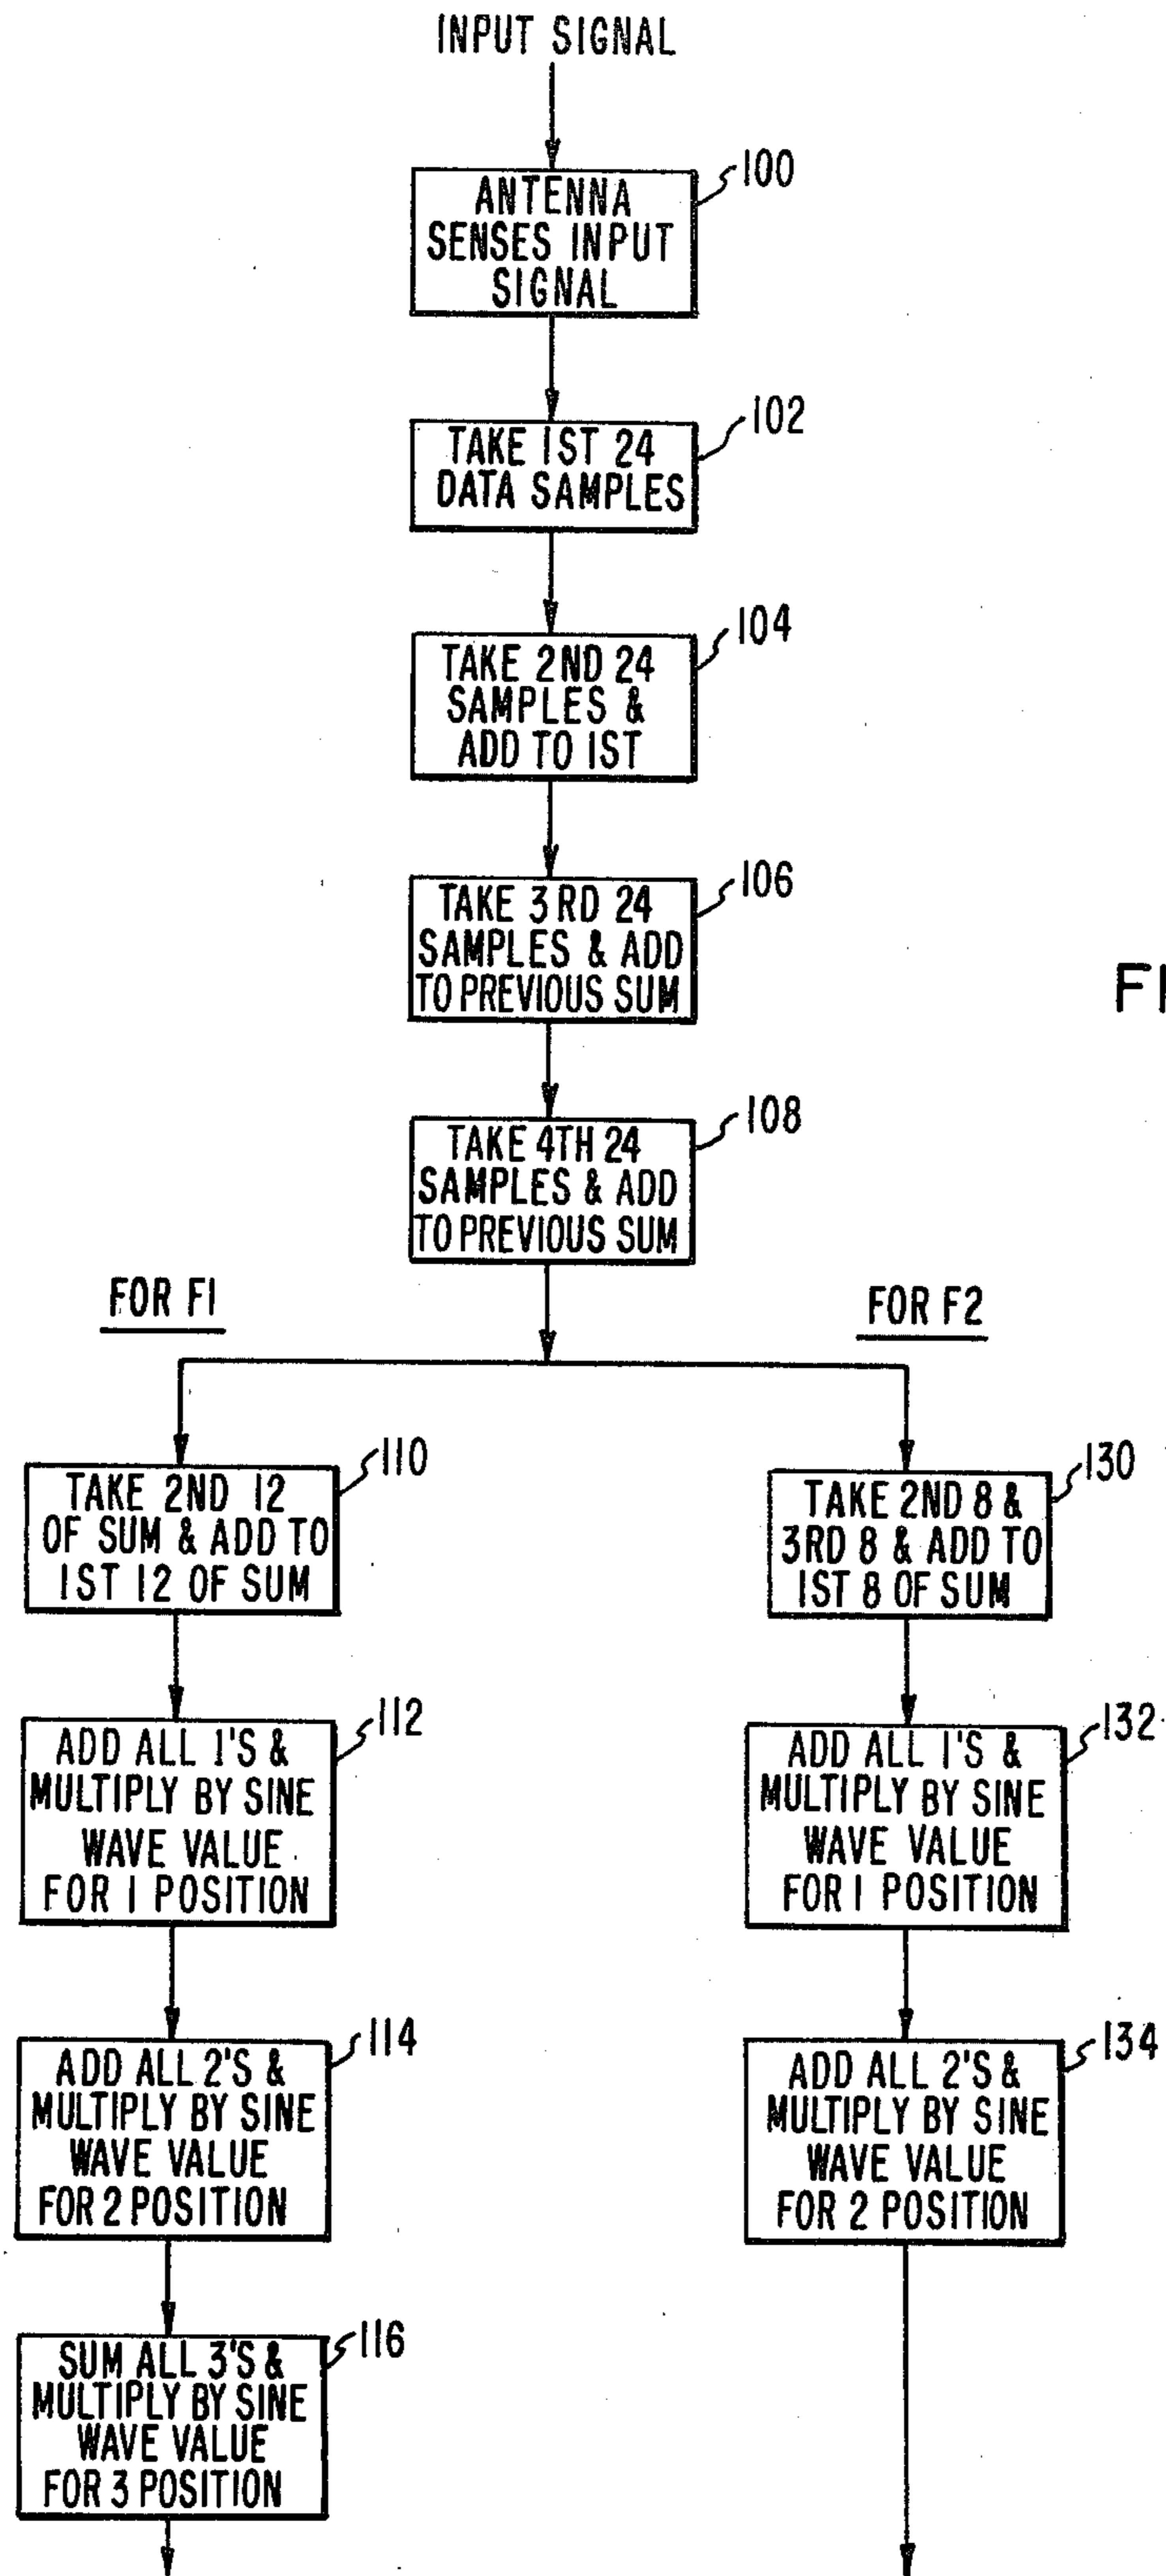 INPUT SIGNAL
100
ANTENNA
SENSES INPUT
SIGNAL
102
TAKE 1ST 24
DATA SAMPLES
104
TAKE 2ND 24
SAMPLES &
ADD TO 1ST
106
TAKE 3RD 24
SAMPLES & ADD
TO PREVIOUS SUM
FI
108
TAKE 4TH 24
SAMPLES & ADD
TO PREVIOUS SUM
FOR F1
FOR F2
110
TAKE 2ND 12
OF SUM & ADD TO
1ST 12 OF SUM
130
TAKE 2ND 8 &
3RD 8 & ADD TO
1ST 8 OF SUM
112
ADD ALL 1'S &
MULTIPLY BY SINE
WAVE VALUE
FOR 1 POSITION
132
ADD ALL 1'S &
MULTIPLY BY SINE
WAVE VALUE
FOR 1 POSITION
114
ADD ALL 2'S &
MULTIPLY BY SINE
WAVE VALUE
FOR 2 POSITION
134
ADD ALL 2'S &
MULTIPLY BY SINE
WAVE VALUE
FOR 2 POSITION
116
SUM ALL 3'S &
MULTIPLY BY SINE
WAVE VALUE
FOR 3 POSITION